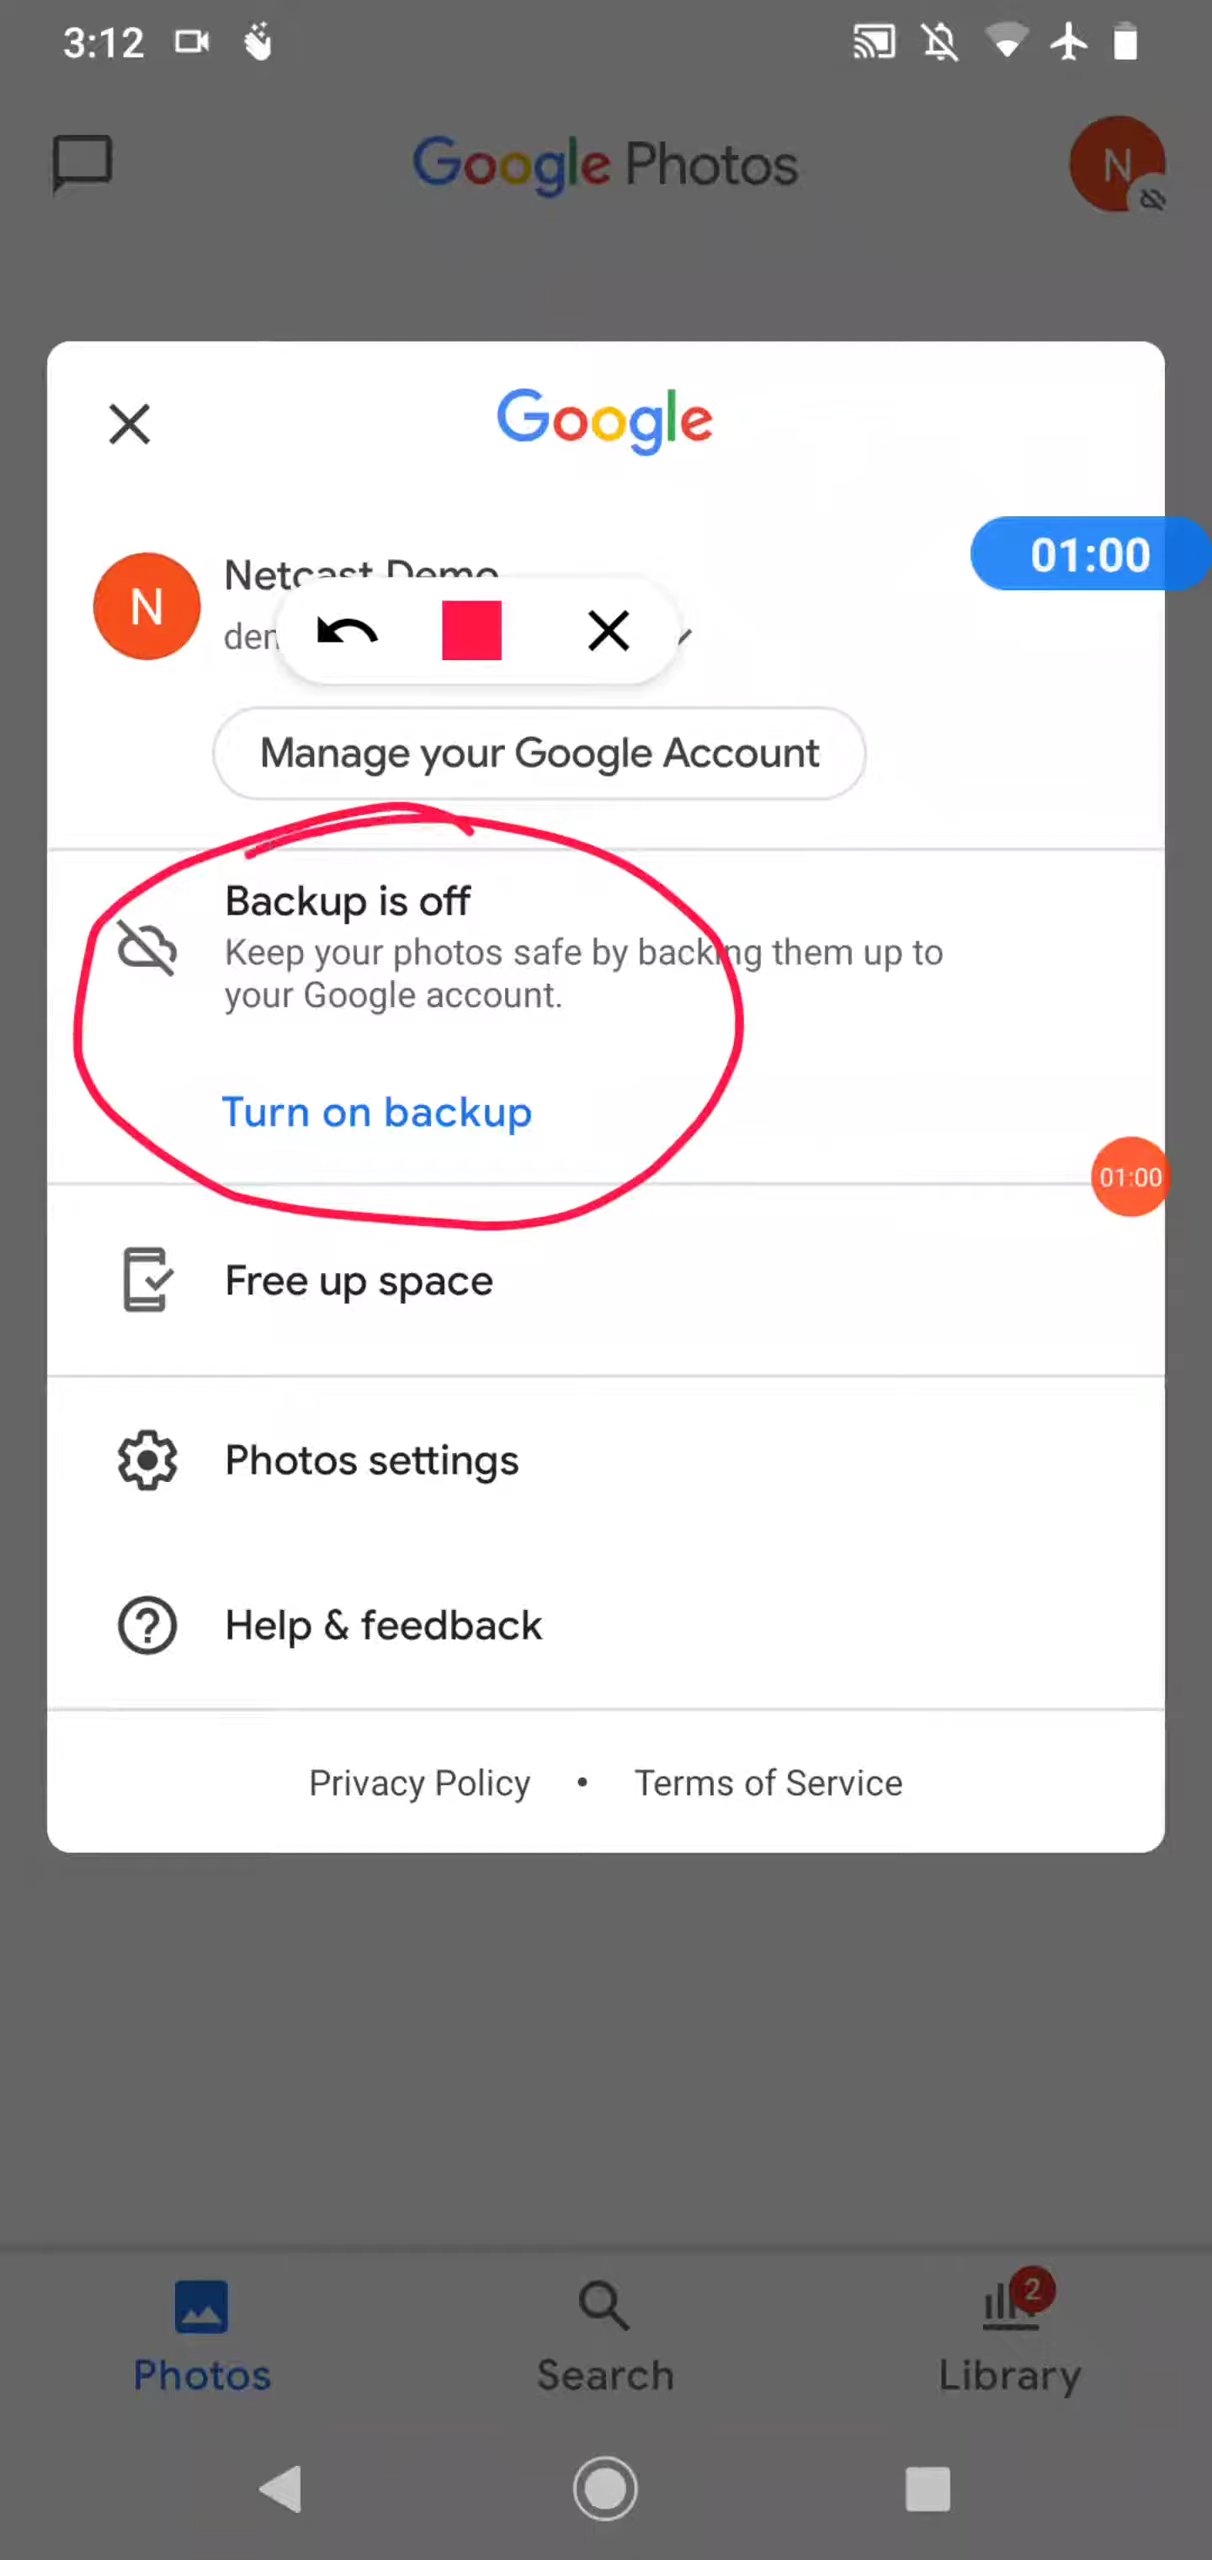 3:12
Google Photos
N
Google
01:00
N
Netcast Demo
Manage your Google Account
Backup is off
Keep your photos safe by backing them up to
your Google account.
Turn on backup
01:00
Free up space
Photos settings
Help & feedback
Privacy Policy • Terms of Service
2
Photos
Search
Library